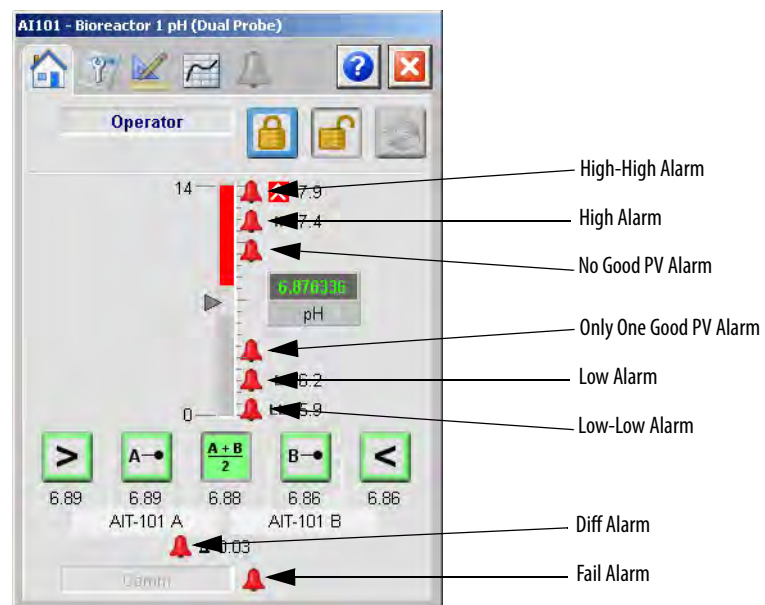 AI101 - Bioreactor 1 pH (Dual Probe)
?
Operator
14
7.9
High-High Alarm
7.4
High Alarm
No Good PV Alarm
6.876336
pH
Only One Good PV Alarm
6.2
Low Alarm
0
5.9
Low-Low Alarm
>
A
A + B
2
B
<
6.89
6.89
6.88
6.86
6.86
AIT-101 A
AIT-101 B
0.03
Diff Alarm
Fail Alarm